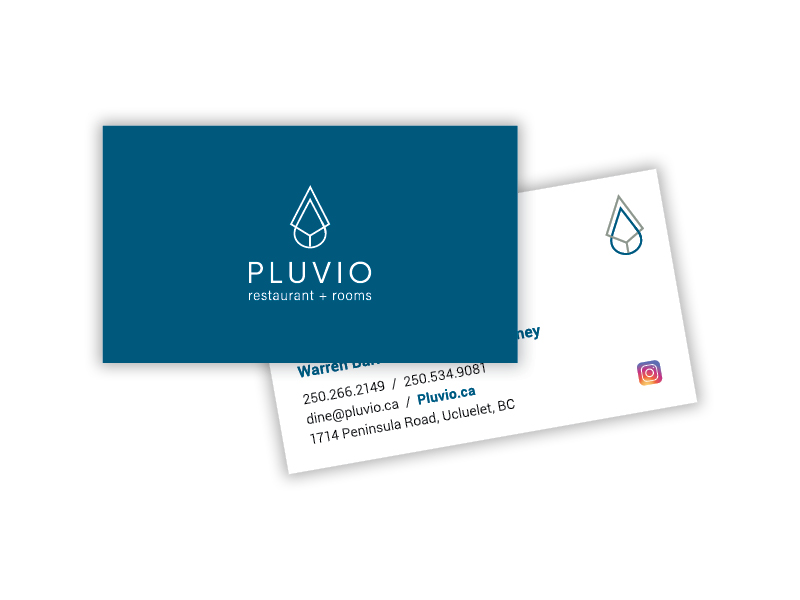 PLUVIO
restaurant + rooms
Warren
250.266.2149 / 250.534.9081
dine@pluvio.ca / Pluvio.ca
1714 Peninsula Road, Ucluelet, BC